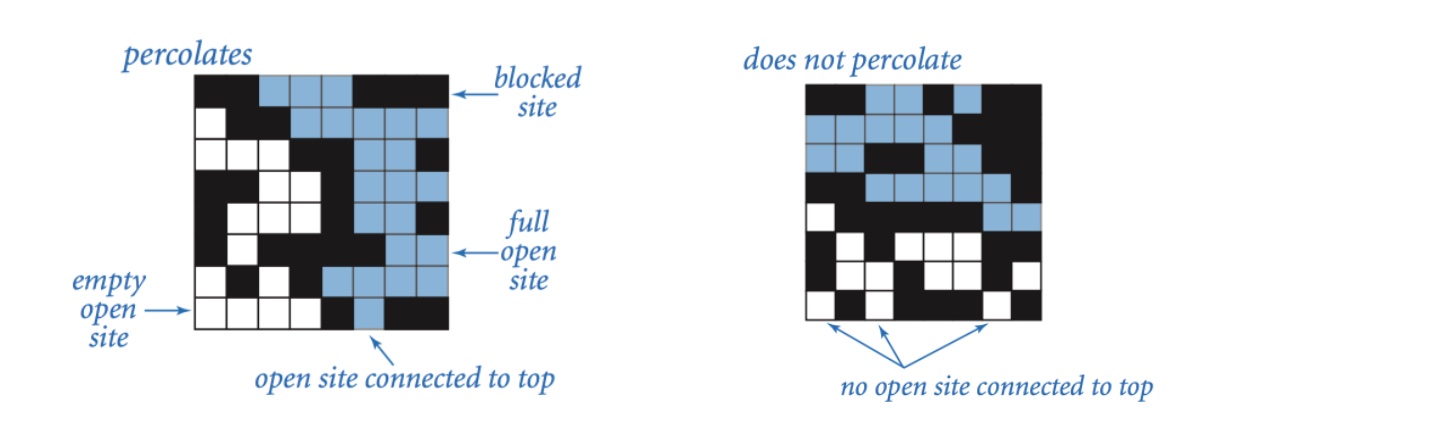 percolates
blocked
site
full
open
site
empty
open
site
open site connected to top
does not percolate
no open site connected to top